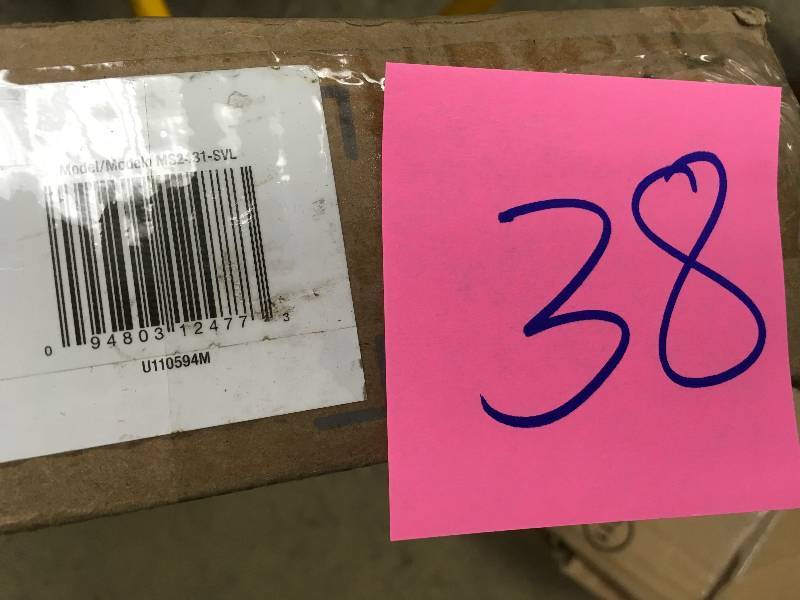 Model/Modelo MS2-31-SVL
0 94803 12477 3
U110594M
38